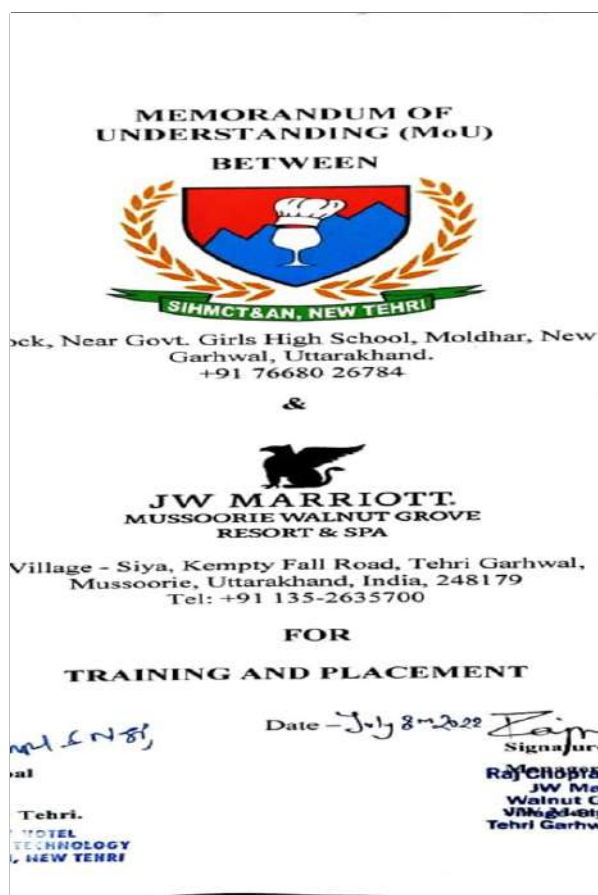 MEMORANDUM OF
UNDERSTANDING (MoU)
BETWEEN
SIHMCT&AN, NEW TEHRI
ock, Near Govt. Girls High School, Moldhar, New
Garhwal, Uttarakhand.
+91 76680 26784
&
JW MARRIOTT.
MUSSOORIE WALNUT GROVE
RESORT & SPA
Village - Siya, Kempty Fall Road, Tehri Garhwal,
Mussoorie, Uttarakhand, India, 248179
Tel: +91 135-2635700
FOR
TRAINING AND PLACEMENT
Date - July 8th 2022
Signature
pal
Manager
Raj Chopra
JW Ma
Walnut G
Tehri.
Tehri Garhw
HOTEL
TECHNOLOGY
, NEW TEHRI